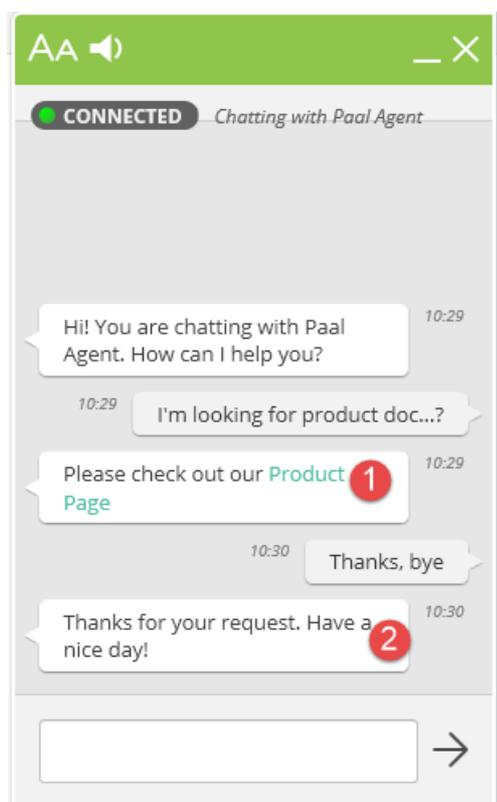 AA
CONNECTED Chatting with Paal Agent
Hi! You are chatting with Paal 10:29
Agent. How can I help you?
10:29 I'm looking for product doc...?
Please check out our Product 1 10:29
Page
10:30 Thanks, bye
Thanks for your request. Have a 2 10:30
nice day!